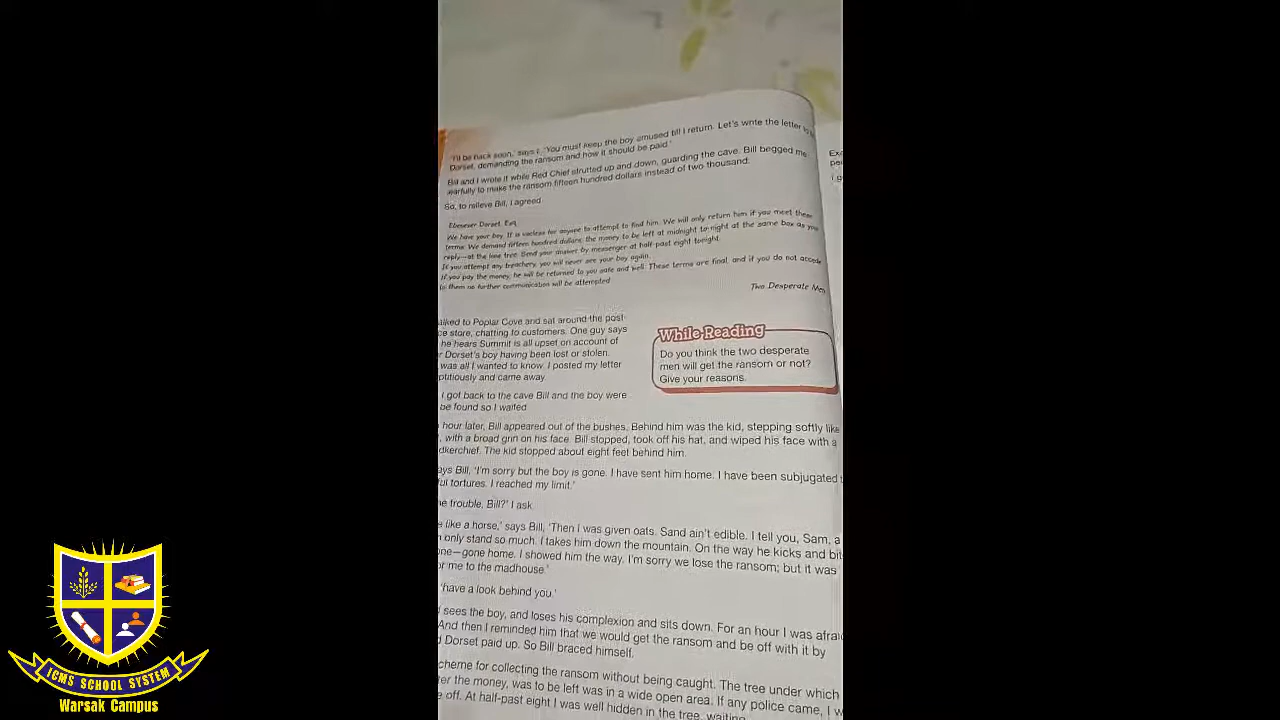 'I'll be back soon,' says I. 'You must keep the boy amused till I return. Let's write the letter to
Dorset, demanding the ransom and how it should be paid.'
Bill and I wrote it while Red Chief strutted up and down, guarding the cave. Bill begged me
tearfully to make the ransom fifteen hundred dollars instead of two thousand.
So, to relieve Bill, I agreed.
Ebenezer Dorset, Esq.
We have your boy. It is useless for anyone to attempt to find him. We will only return him if you meet these
terms: We demand fifteen hundred dollars; the money to be left at midnight tonight at the same box as your
reply—at the lone tree. Send your answer by messenger at half-past eight tonight.
If you attempt any treachery, you will never see your boy again.
If you pay the money, he will be returned to you safe and well. These terms are final, and if you do not accede
to them no further communication will be attempted.
Two Desperate Men
alked to Poplar Cove and sat around the post-
ce store, chatting to customers. One guy says
he hears Summit is all upset on account of
r Dorset's boy having been lost or stolen.
was all I wanted to know. I posted my letter
ptitiously and came away.
While Reading
Do you think the two desperate
men will get the ransom or not?
Give your reasons.
I got back to the cave Bill and the boy were
be found so I waited
hour later, Bill appeared out of the bushes. Behind him was the kid, stepping softly like
, with a broad grin on his face. Bill stopped, took off his hat, and wiped his face with a
dkerchief. The kid stopped about eight feet behind him.
ays Bill, 'I'm sorry but the boy is gone. I have sent him home. I have been subjugated t
ful tortures. I reached my limit.'
he trouble, Bill?' I ask.
e like a horse,' says Bill, 'Then I was given oats. Sand ain't edible. I tell you, Sam, a
n only stand so much. I takes him down the mountain. On the way he kicks and bit
one—gone home. I showed him the way. I'm sorry we lose the ransom; but it was
or me to the madhouse.'
'have a look behind you.'
sees the boy, and loses his complexion and sits down. For an hour I was afrai
And then I reminded him that we would get the ransom and be off with it by
d Dorset paid up. So Bill braced himself.
cheme for collecting the ransom without being caught. The tree under which
er the money, was to be left was in a wide open area. If any police came, I w
e off. At half-past eight I was well hidden in the tree, waiting
Exe
pe
I g
ICMS SCHOOL SYSTEM
Warsak Campus